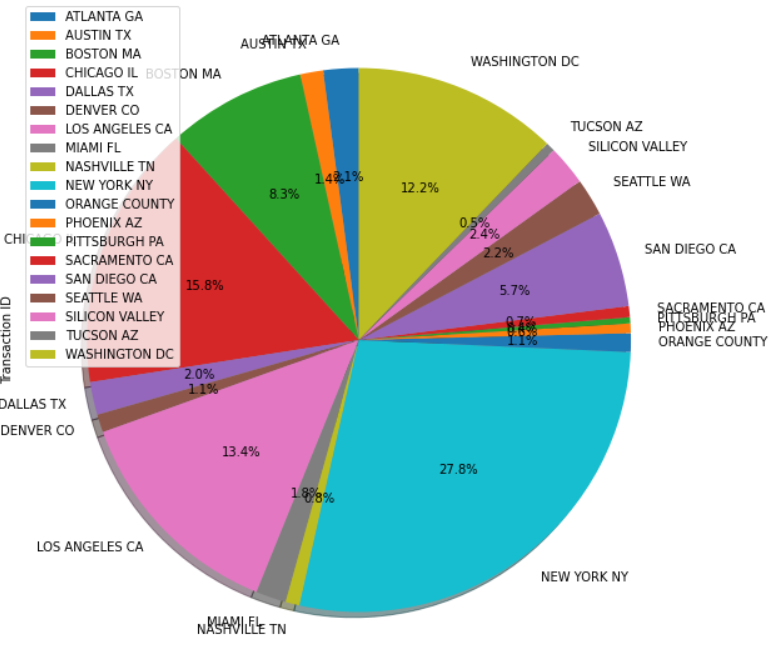 ATLANTA GA
AUSTIN TX
BOSTON MA
CHICAGO IL
DALLAS TX
DENVER CO
LOS ANGELES CA
MIAMI FL
NASHVILLE TN
NEW YORK NY
ORANGE COUNTY
PHOENIX AZ
PITTSBURGH PA
SACRAMENTO CA
SAN DIEGO CA
SEATTLE WA
SILICON VALLEY
TUCSON AZ
WASHINGTON DC
Transaction ID
ATLANTA GA
AUSTIN TX
BOSTON MA
DALLAS TX
DENVER CO
LOS ANGELES CA
MIAMI FL
NASHVILLE TN
NEW YORK NY
ORANGE COUNTY
PHOENIX AZ
PITTSBURGH PA
SACRAMENTO CA
SAN DIEGO CA
SEATTLE WA
SILICON VALLEY
TUCSON AZ
WASHINGTON DC
2.1%
1.4%
8.3%
15.8%
2.0%
1.1%
13.4%
1.8%
0.8%
27.8%
1.1%
0.7%
5.7%
2.2%
2.4%
0.5%
12.2%